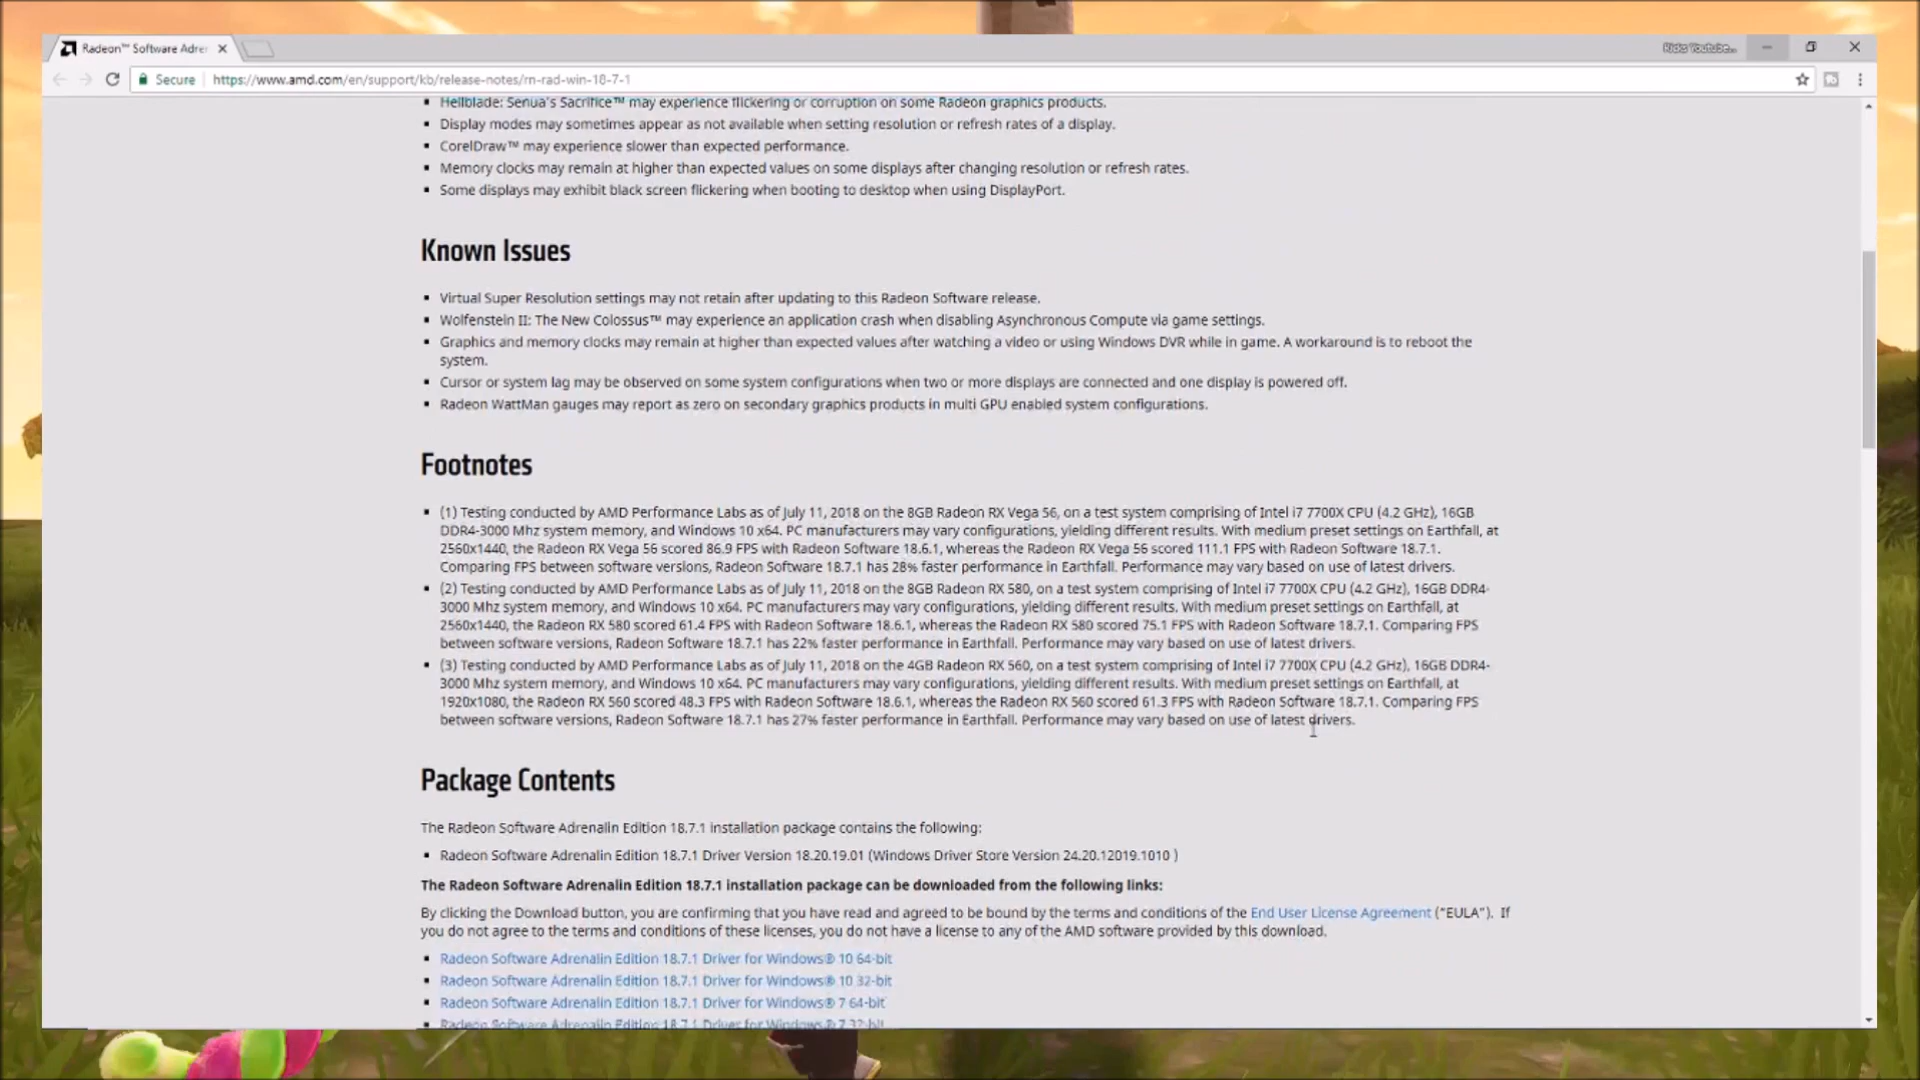 Radeon™ Software Adre
Ricks Youtube...
Secure | https://www.amd.com/en/support/kb/release-notes/rn-rad-win-18-7-1
Hellblade: Senua's Sacrifice™ may experience flickering or corruption on some Radeon graphics products.
Display modes may sometimes appear as not available when setting resolution or refresh rates of a display.
CorelDraw™ may experience slower than expected performance.
Memory clocks may remain at higher than expected values on some displays after changing resolution or refresh rates.
Some displays may exhibit black screen flickering when booting to desktop when using DisplayPort.
Known Issues
Virtual Super Resolution settings may not retain after updating to this Radeon Software release.
Wolfenstein II: The New Colossus™ may experience an application crash when disabling Asynchronous Compute via game settings.
Graphics and memory clocks may remain at higher than expected values after watching a video or using Windows DVR while in game. A workaround is to reboot the
system.
Cursor or system lag may be observed on some system configurations when two or more displays are connected and one display is powered off.
Radeon WattMan gauges may report as zero on secondary graphics products in multi GPU enabled system configurations.
Footnotes
(1) Testing conducted by AMD Performance Labs as of July 11, 2018 on the 8GB Radeon RX Vega 56, on a test system comprising of Intel i7 7700X CPU (4.2 GHz), 16GB
DDR4-3000 Mhz system memory, and Windows 10 x64. PC manufacturers may vary configurations, yielding different results. With medium preset settings on Earthfall, at
2560x1440, the Radeon RX Vega 56 scored 86.9 FPS with Radeon Software 18.6.1, whereas the Radeon RX Vega 56 scored 111.1 FPS with Radeon Software 18.7.1.
Comparing FPS between software versions, Radeon Software 18.7.1 has 28% faster performance in Earthfall. Performance may vary based on use of latest drivers.
(2) Testing conducted by AMD Performance Labs as of July 11, 2018 on the 8GB Radeon RX 580, on a test system comprising of Intel i7 7700X CPU (4.2 GHz), 16GB DDR4-
3000 Mhz system memory, and Windows 10 x64. PC manufacturers may vary configurations, yielding different results. With medium preset settings on Earthfall, at
2560x1440, the Radeon RX 580 scored 61.4 FPS with Radeon Software 18.6.1, whereas the Radeon RX 580 scored 75.1 FPS with Radeon Software 18.7.1. Comparing FPS
between software versions, Radeon Software 18.7.1 has 22% faster performance in Earthfall. Performance may vary based on use of latest drivers.
(3) Testing conducted by AMD Performance Labs as of July 11, 2018 on the 4GB Radeon RX 560, on a test system comprising of Intel i7 7700X CPU (4.2 GHz), 16GB DDR4-
3000 Mhz system memory, and Windows 10 x64. PC manufacturers may vary configurations, yielding different results. With medium preset settings on Earthfall, at
1920x1080, the Radeon RX 560 scored 48.3 FPS with Radeon Software 18.6.1, whereas the Radeon RX 560 scored 61.3 FPS with Radeon Software 18.7.1. Comparing FPS
between software versions, Radeon Software 18.7.1 has 27% faster performance in Earthfall. Performance may vary based on use of latest drivers.
Package Contents
The Radeon Software Adrenalin Edition 18.7.1 installation package contains the following:
Radeon Software Adrenalin Edition 18.7.1 Driver Version 18.20.19.01 (Windows Driver Store Version 24.20.12019.1010 )
The Radeon Software Adrenalin Edition 18.7.1 installation package can be downloaded from the following links:
By clicking the Download button, you are confirming that you have read and agreed to be bound by the terms and conditions of the End User License Agreement (“EULA”). If
you do not agree to the terms and conditions of these licenses, you do not have a license to any of the AMD software provided by this download.
Radeon Software Adrenalin Edition 18.7.1 Driver for Windows® 10 64-bit
Radeon Software Adrenalin Edition 18.7.1 Driver for Windows® 10 32-bit
Radeon Software Adrenalin Edition 18.7.1 Driver for Windows® 7 64-bit
Radeon Software Adrenalin Edition 18.7.1 Driver for Windows® 7 32-bit